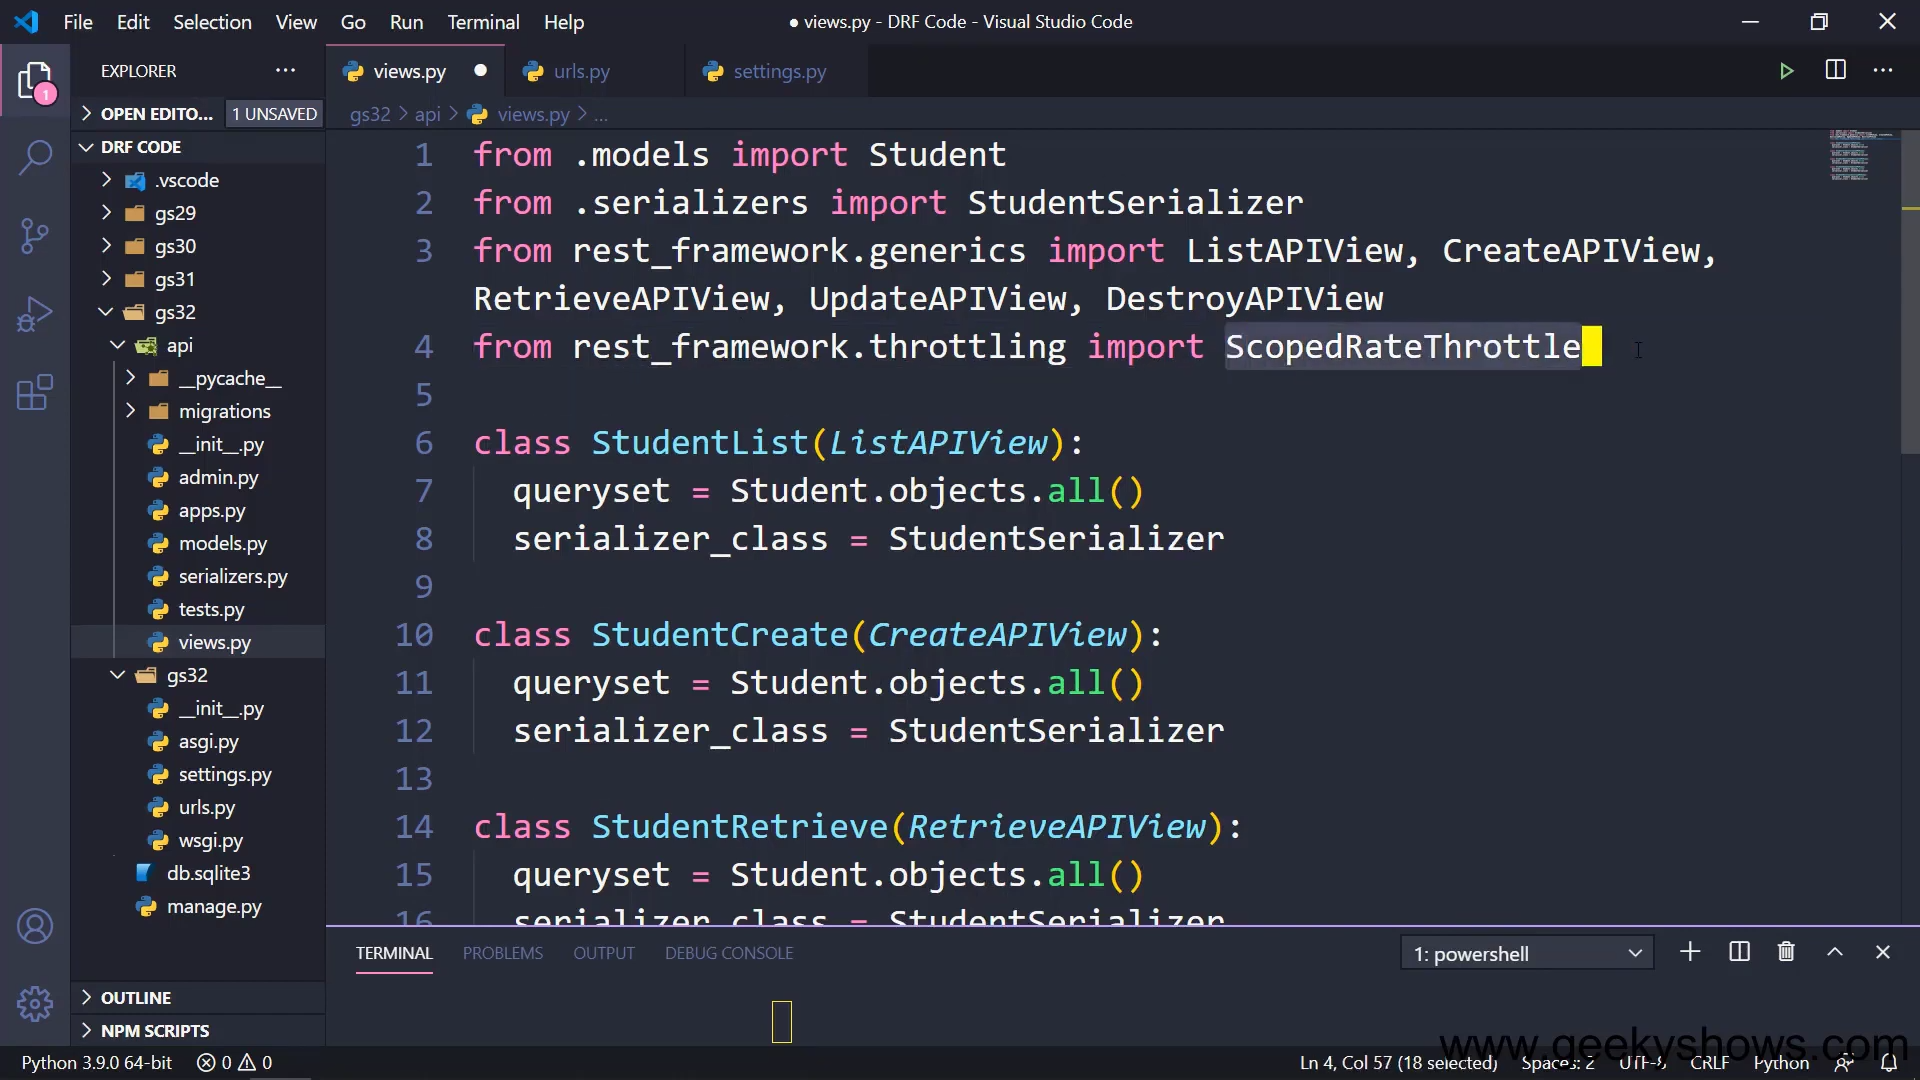 File Edit Selection View Go Run Terminal Help ● views.py - DRF Code - Visual Studio Code
EXPLORER ...
views.py ● urls.py settings.py
1
OPEN EDITO... 1 UNSAVED
gs32 > api > views.py > ...
DRF CODE
.vscode
gs29
gs30
gs31
gs32
api
__pycache__
migrations
__init__.py
admin.py
apps.py
models.py
serializers.py
tests.py
views.py
gs32
__init__.py
asgi.py
settings.py
urls.py
wsgi.py
db.sqlite3
manage.py
OUTLINE
NPM SCRIPTS
1 from .models import Student
2 from .serializers import StudentSerializer
3 from rest_framework.generics import ListAPIView, CreateAPIView,
RetrieveAPIView, UpdateAPIView, DestroyAPIView
4 from rest_framework.throttling import ScopedRateThrottle
5
6 class StudentList(ListAPIView):
7 queryset = Student.objects.all()
8 serializer_class = StudentSerializer
9
10 class StudentCreate(CreateAPIView):
11 queryset = Student.objects.all()
12 serializer_class = StudentSerializer
13
14 class StudentRetrieve(RetrieveAPIView):
15 queryset = Student.objects.all()
16 serializer_class = StudentSerializer
TERMINAL PROBLEMS OUTPUT DEBUG CONSOLE 1: powershell
www.geekyshows.com
Python 3.9.0 64-bit 0 0 Ln 4, Col 57 (18 selected) Spaces: 2 UTF-8 CRLF Python